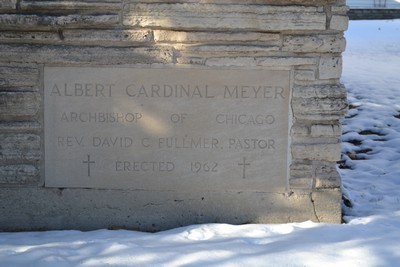 ALBERT CARDINAL MEYER
ARCHBISHOP OF CHICAGO
REV. DAVID C. FULLMER, PASTOR
ERECTED 1962